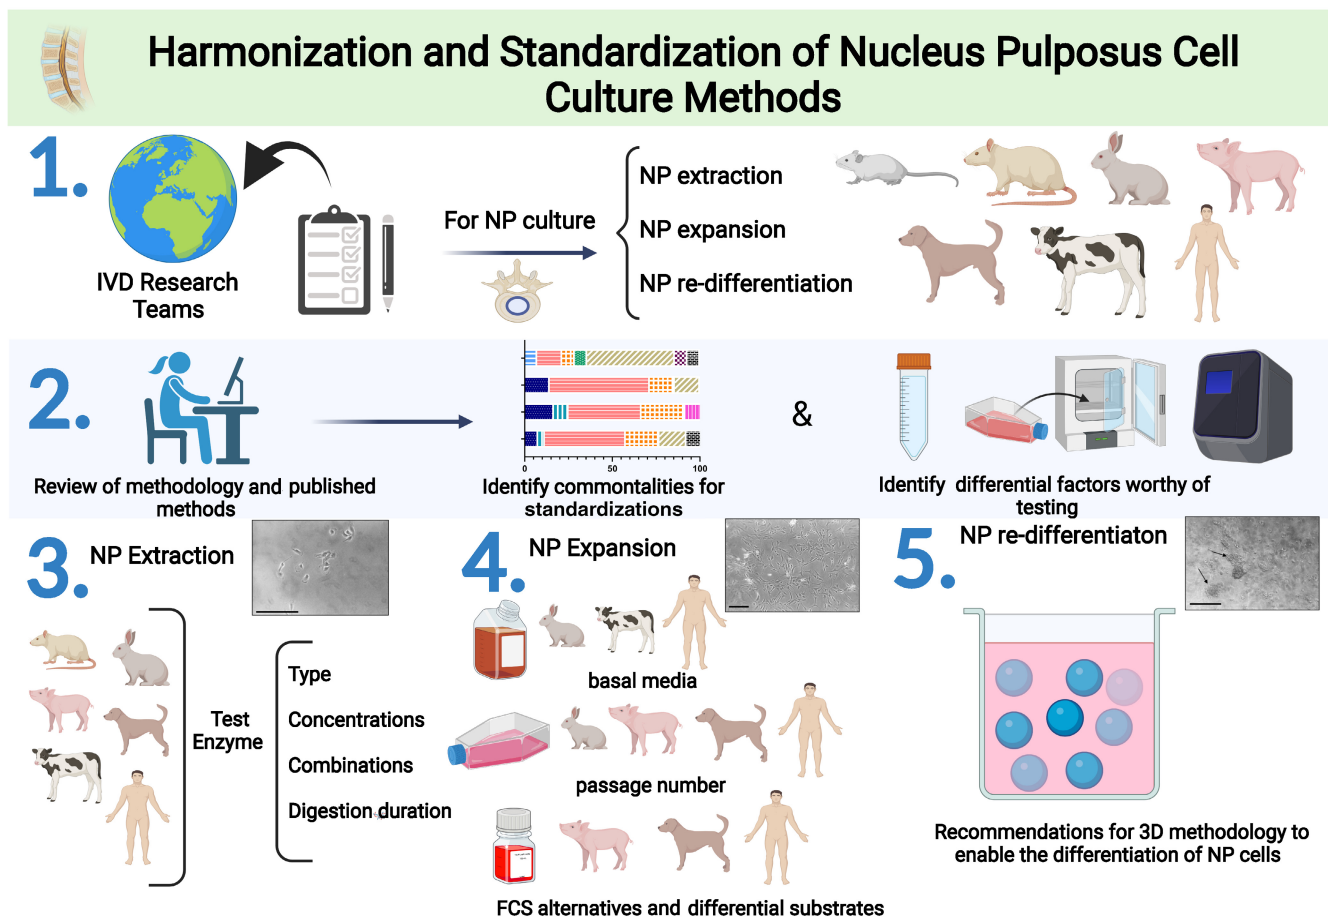 Harmonization and Standardization of Nucleus Pulposus Cell
Culture Methods
1.
IVD Research
Teams
For NP culture
NP extraction
NP expansion
NP re-differentiation
2.
Review of methodology and published
methods
0
50
100
Identify commontalities for
standardizations
&
Identify differential factors worthy of
testing
3.
NP Extraction
Test
Enzyme
Type
Concentrations
Combinations
Digestion duration
4.
NP Expansion
basal media
passage number
FCS alternatives and differential substrates
5.
NP re-differentiaton
Recommendations for 3D methodology to
enable the differentiation of NP cells